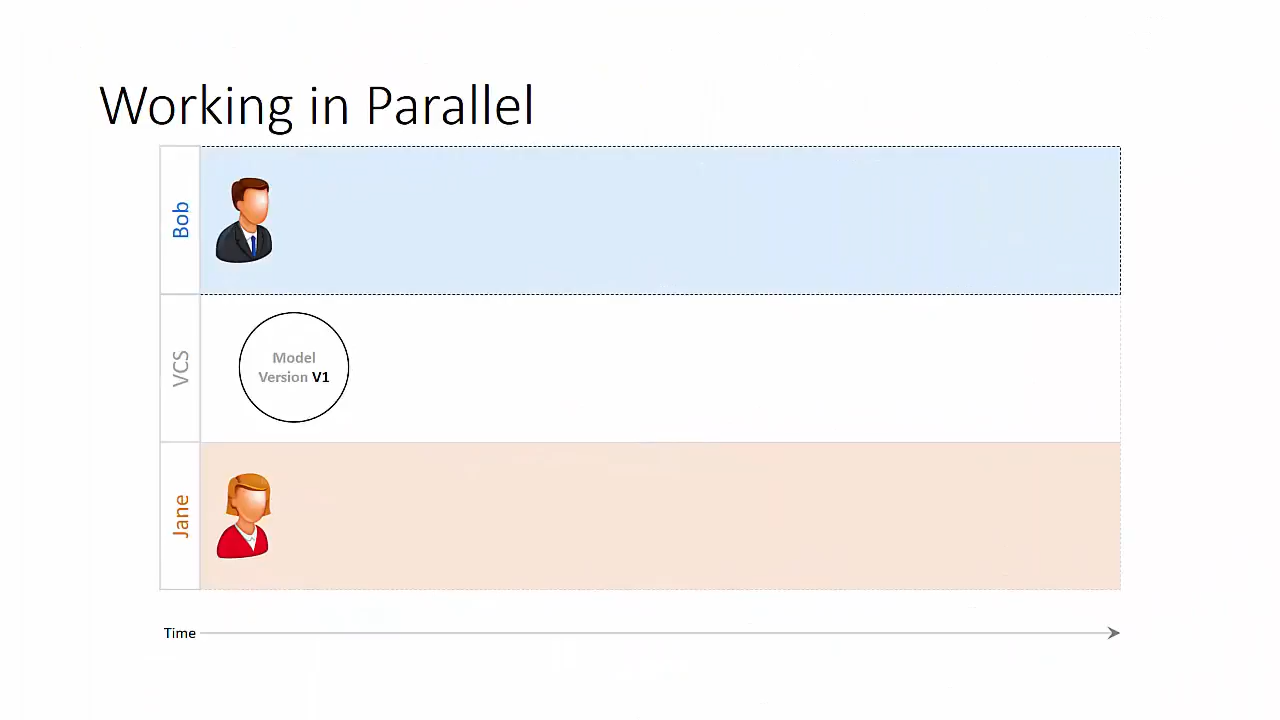 Working in Parallel
Bob
VCS
Model
Version V1
Jane
Time